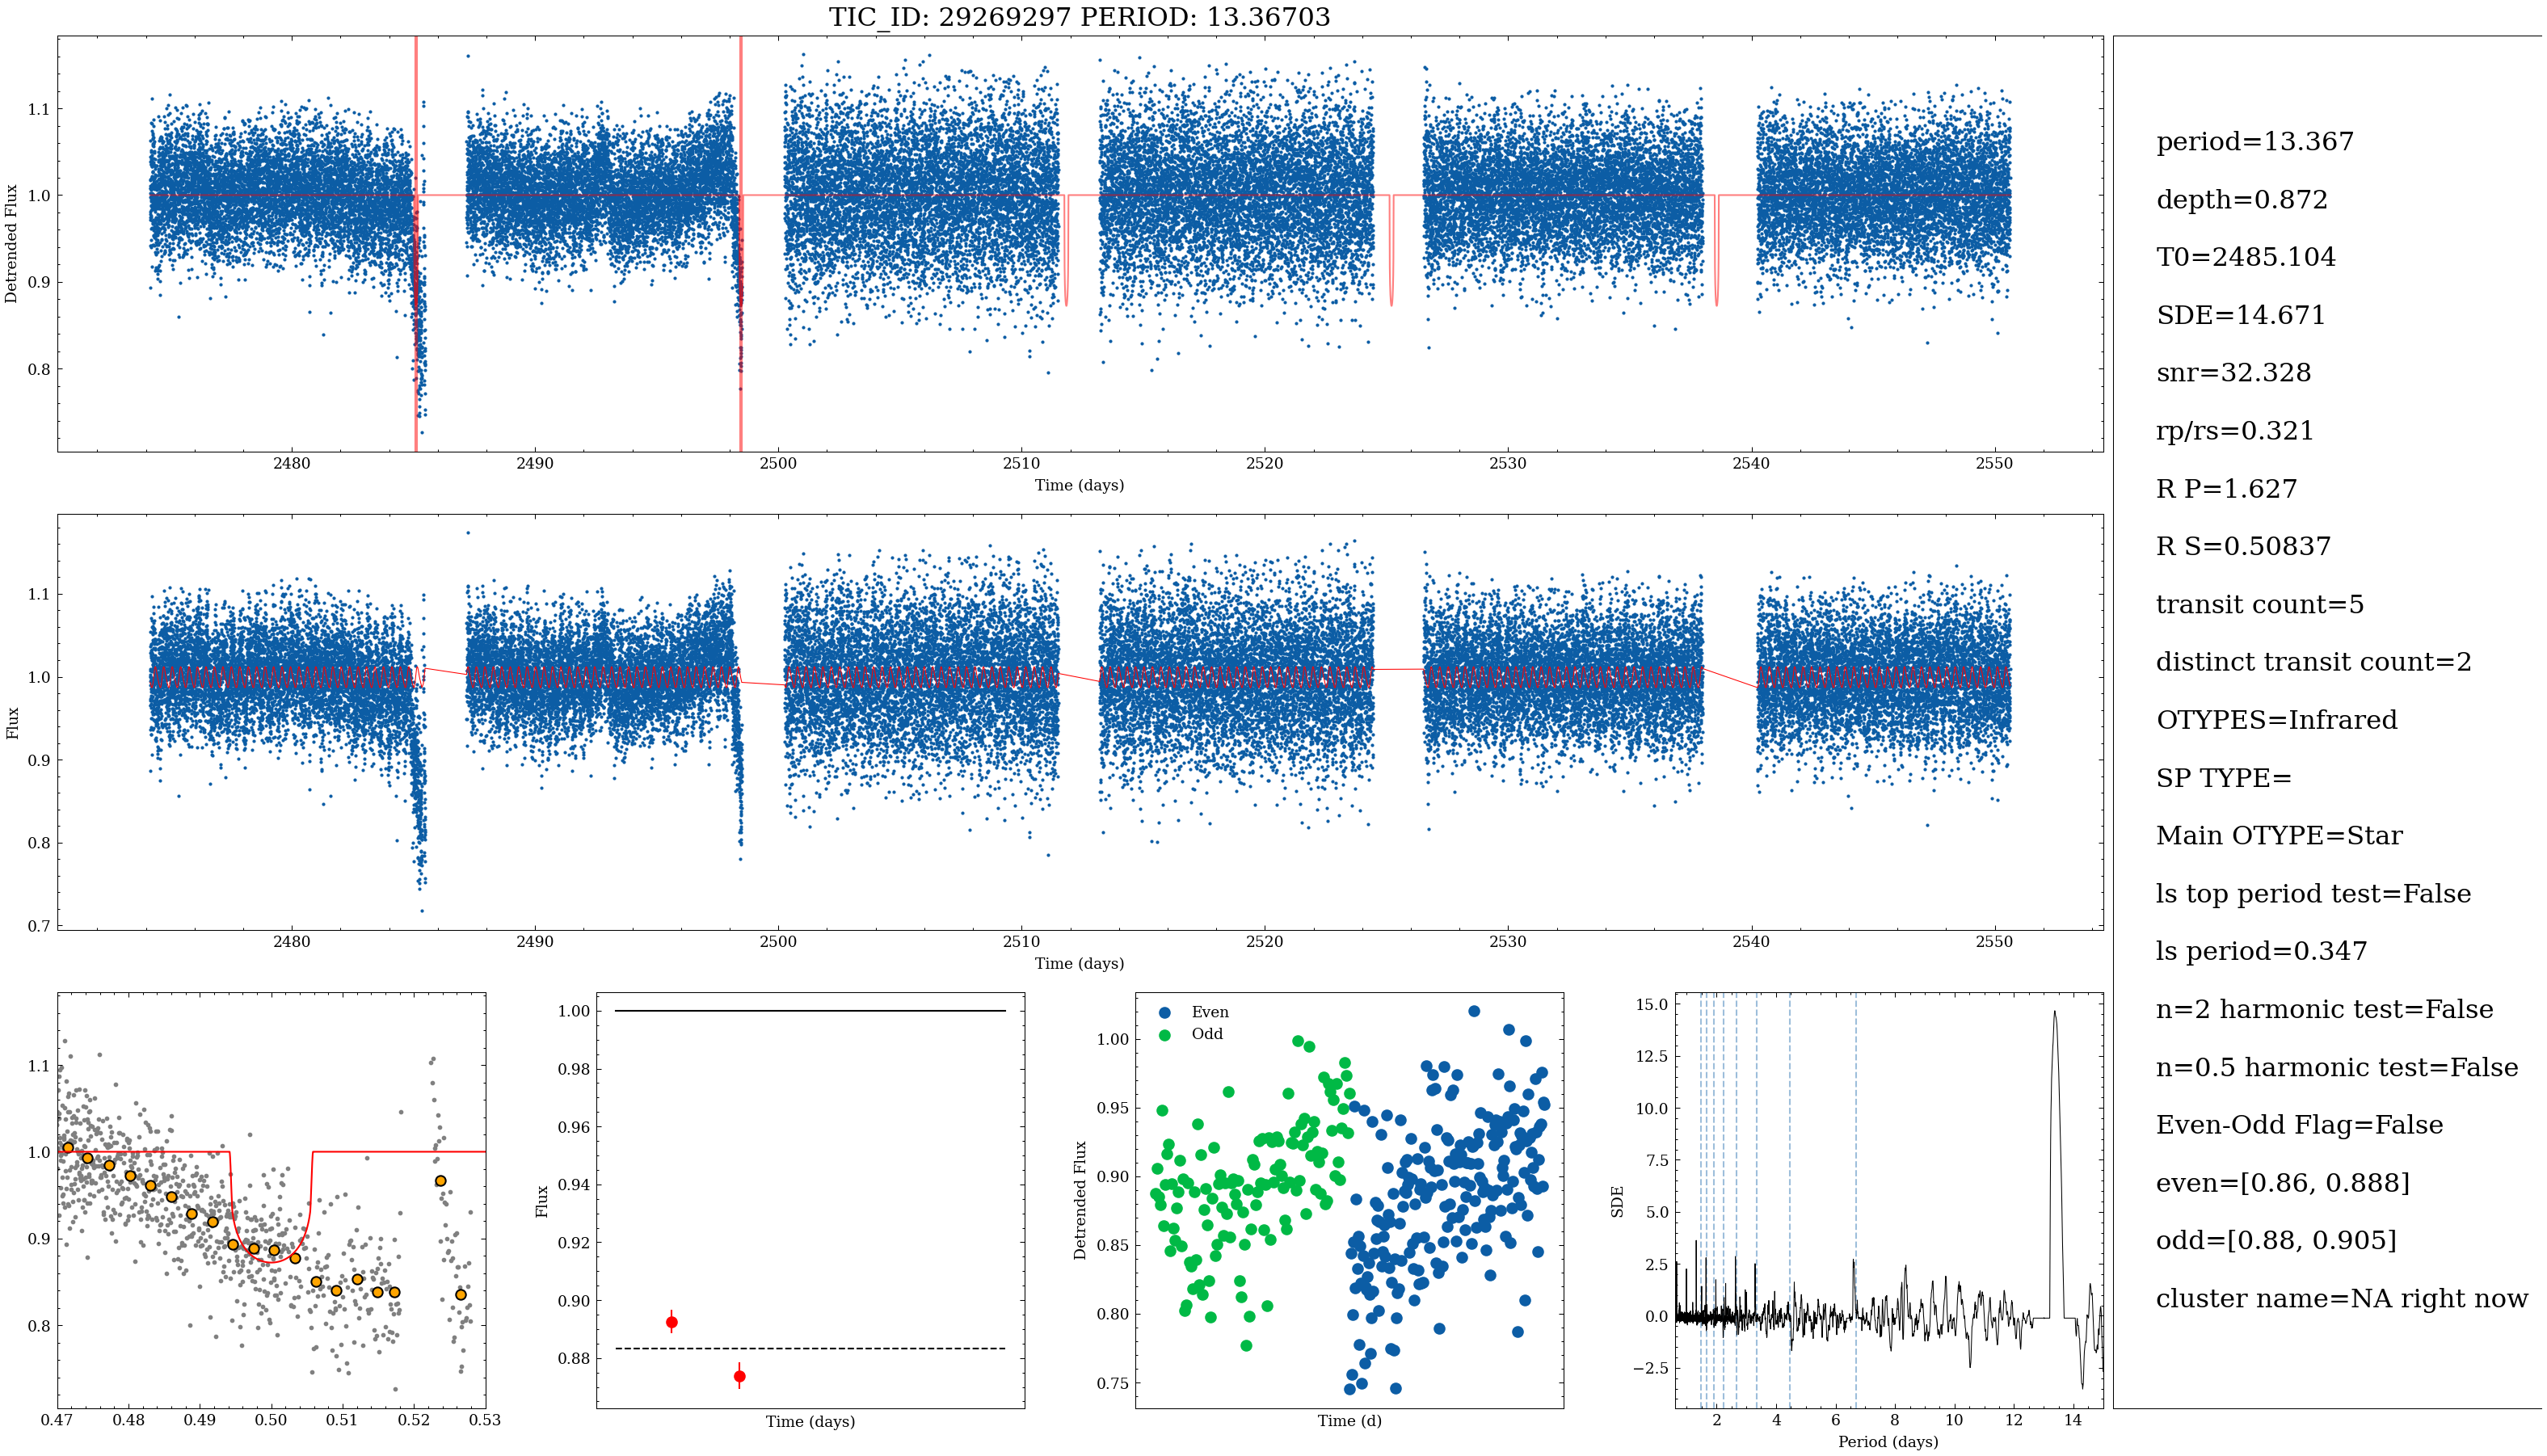 TIC_ID: 29269297 PERIOD: 13.36703
Detrended Flux
1.1
1.0
0.9
0.8
2480 2490 2500 2510 2520 2530 2540 2550
Time (days)
Flux
1.1
1.0
0.9
0.8
0.7
2480 2490 2500 2510 2520 2530 2540 2550
Time (days)
1.1
1.0
0.9
0.8
0.47 0.48 0.49 0.50 0.51 0.52 0.53
Flux
1.00
0.98
0.96
0.94
0.92
0.90
0.88
Time (days)
Detrended Flux
Even
Odd
1.00
0.95
0.90
0.85
0.80
0.75
Time (d)
SDE
15.0
12.5
10.0
7.5
5.0
2.5
0.0
−2.5
2 4 6 8 10 12 14
Period (days)
period=13.367
depth=0.872
T0=2485.104
SDE=14.671
snr=32.328
rp/rs=0.321
R P=1.627
R S=0.50837
transit count=5
distinct transit count=2
OTYPES=Infrared
SP TYPE=
Main OTYPE=Star
ls top period test=False
ls period=0.347
n=2 harmonic test=False
n=0.5 harmonic test=False
Even-Odd Flag=False
even=[0.86, 0.888]
odd=[0.88, 0.905]
cluster name=NA right now